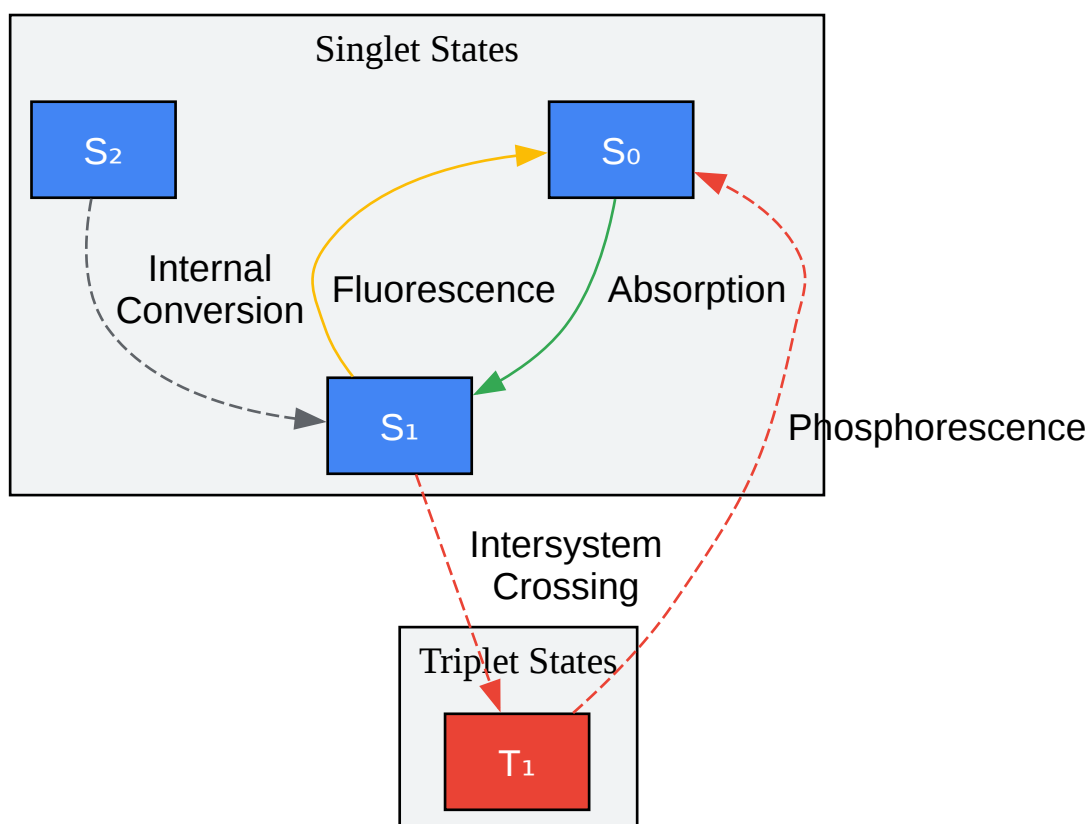 Singlet States
S₂
S₀
Internal
Conversion
Fluorescence
Absorption
S₁
Phosphorescence
Intersystem
Crossing
Triplet States
T₁